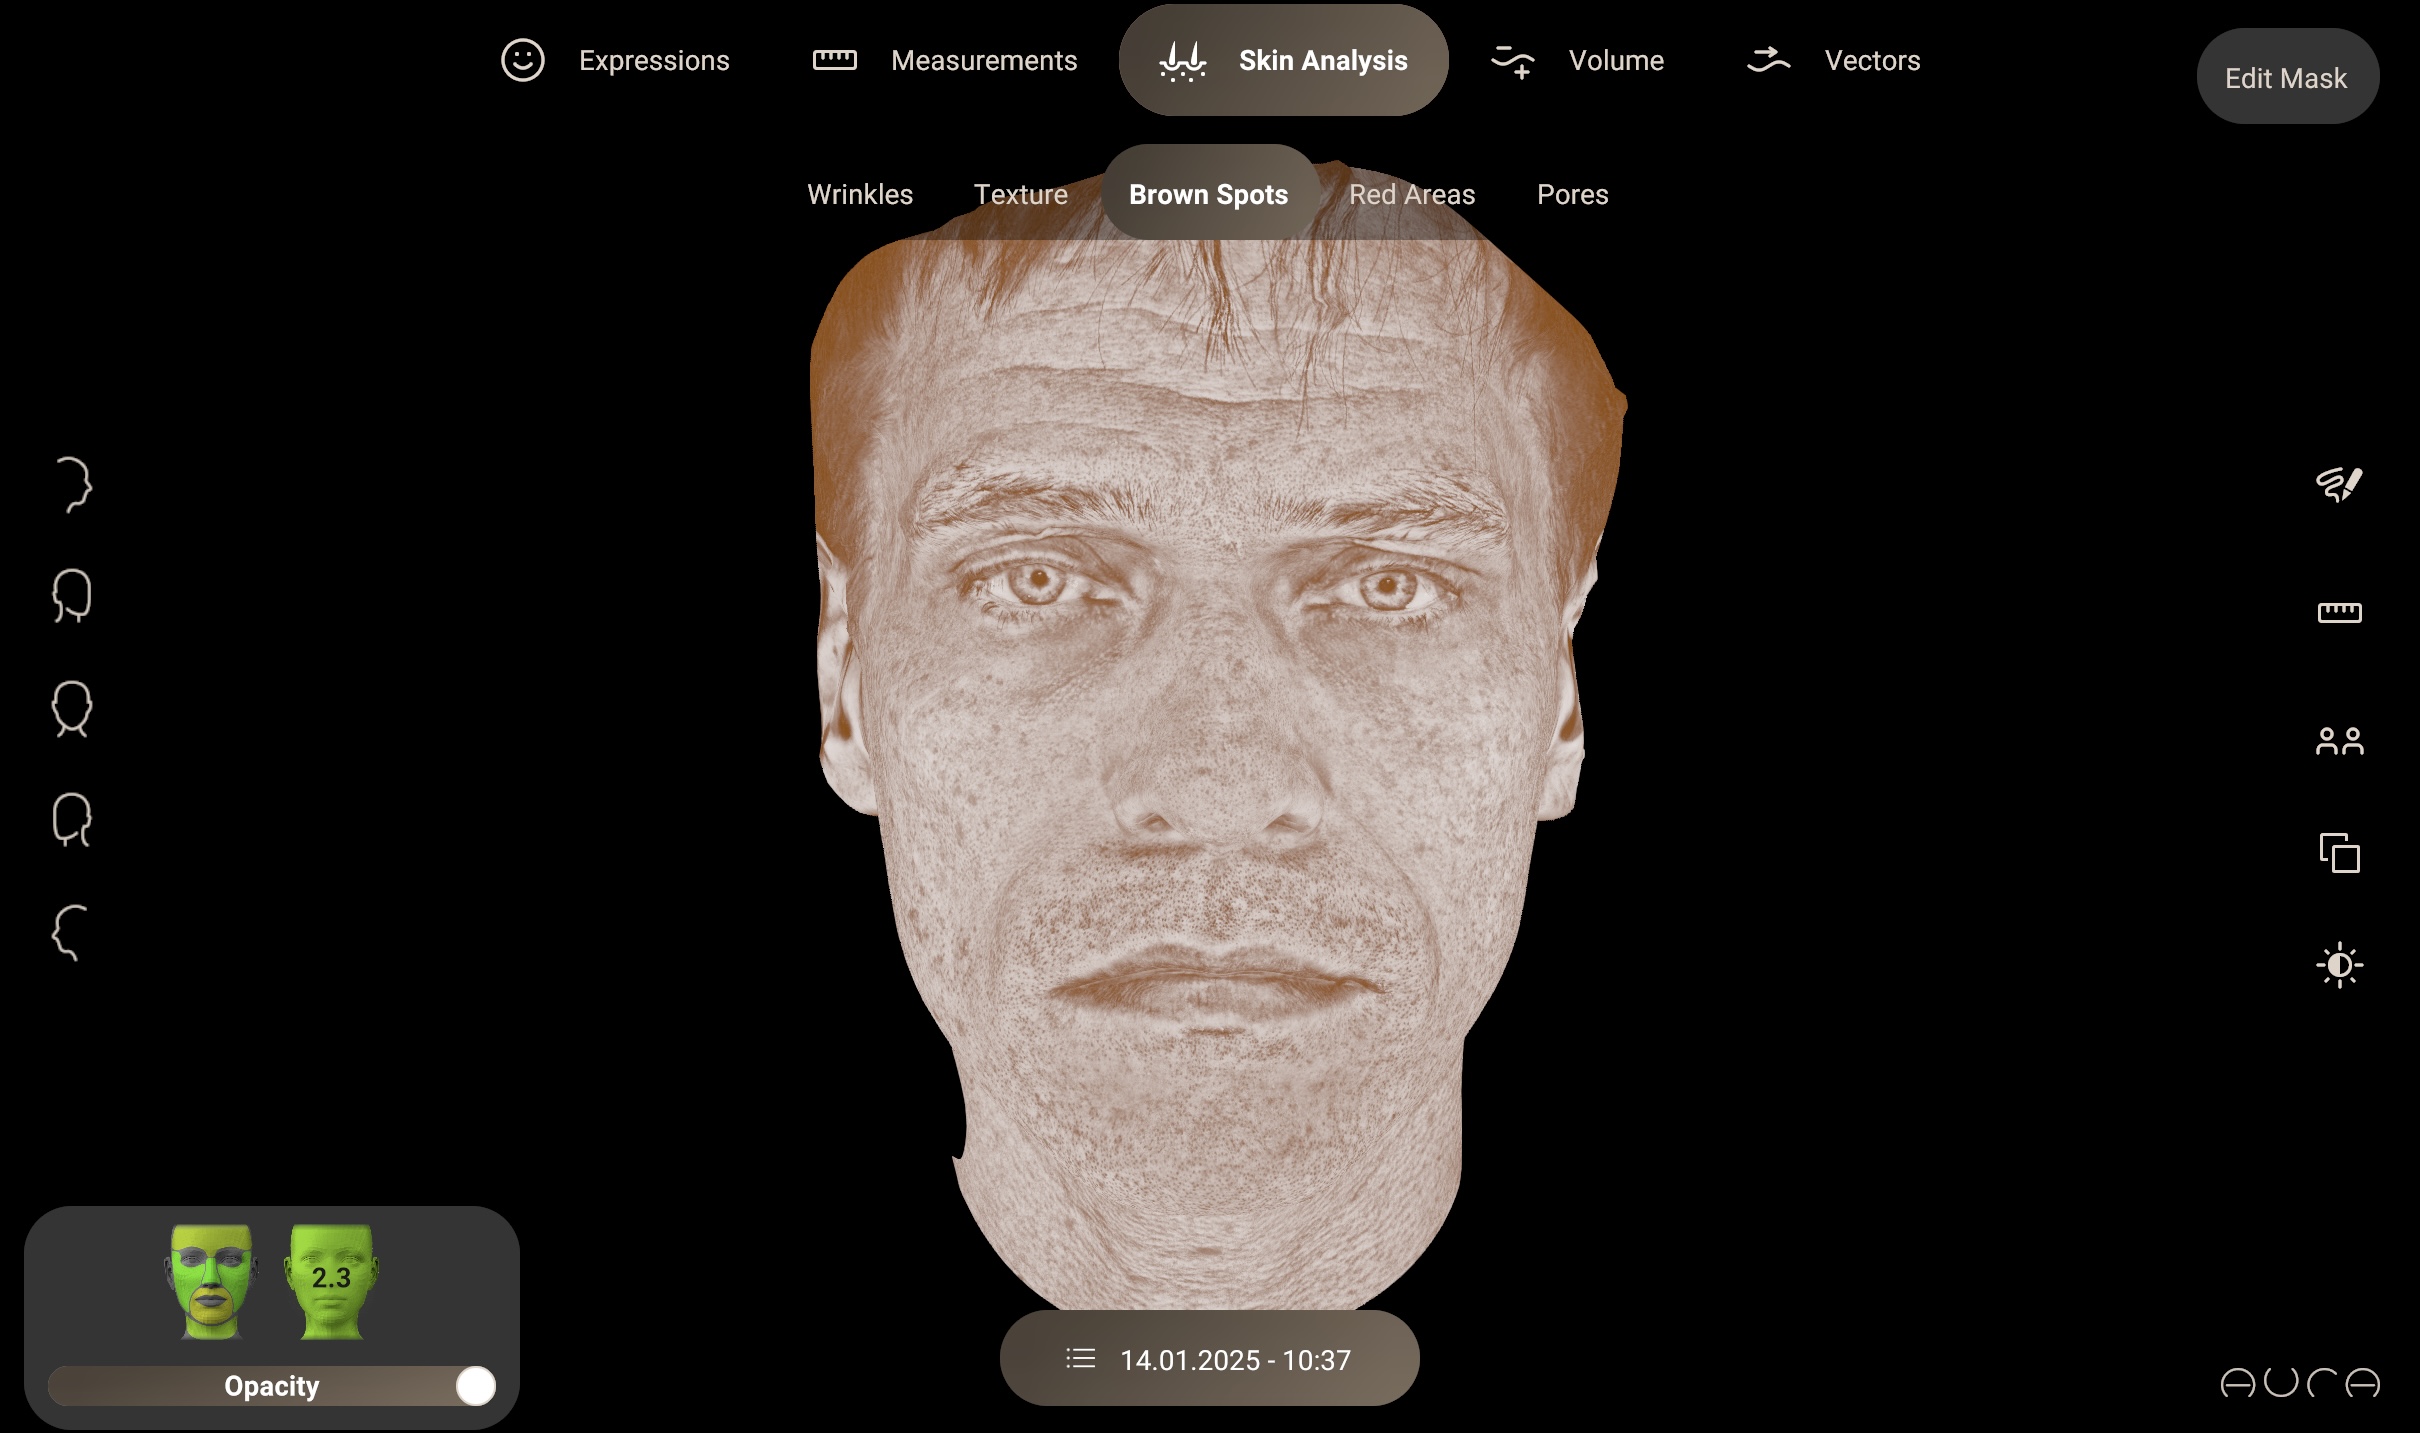 Expressions
Measurements
Skin Analysis
Volume
Vectors
Edit Mask
Wrinkles
Texture
Brown Spots
Red Areas
Pores
2.3
Opacity
14.01.2025 - 10:37
aura